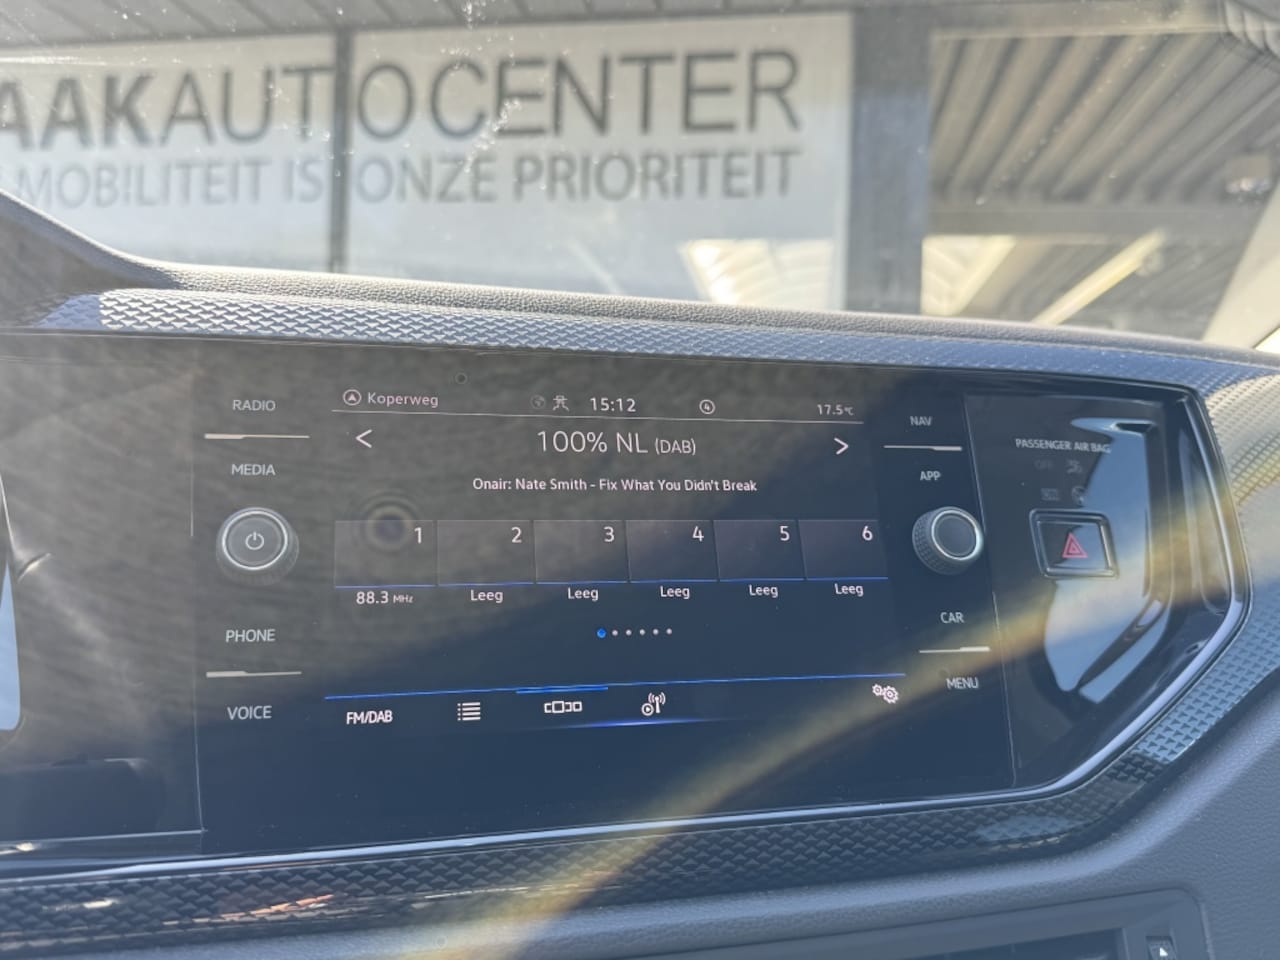 AAKAUTOCENTER
MOBILITEIT IS ONZE PRIORITEIT
RADIO
MEDIA
PHONE
VOICE
Koperweg
15:12
4
17.5°C
< 100% NL (DAB) >
Onair: Nate Smith - Fix What You Didn't Break
1 2 3 4 5 6
88.3 MHz Leeg Leeg Leeg Leeg Leeg
FM/DAB
NAV
APP
CAR
MENU
PASSENGER AIR BAG
OFF